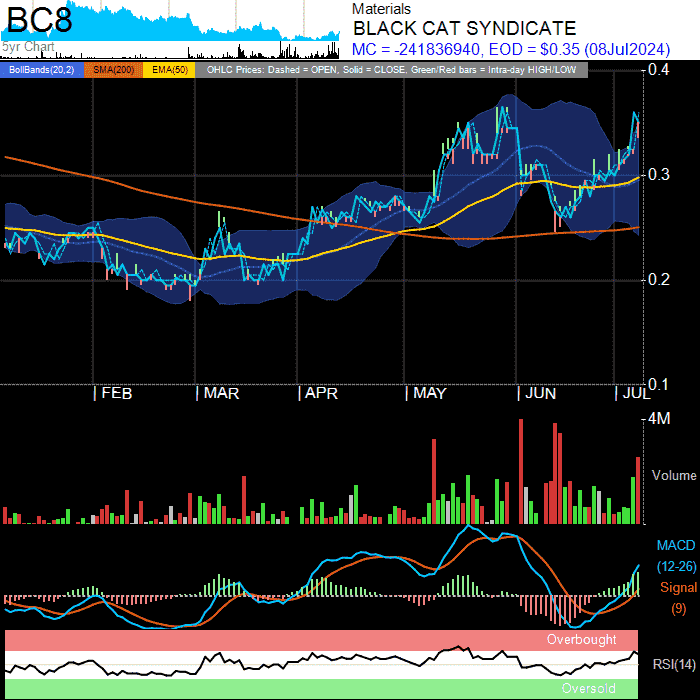 BC8
5yr Chart
Materials
BLACK CAT SYNDICATE
MC = -241836940, EOD = $0.35 (08Jul2024)
BollBands(20,2) SMA(200) EMA(50) OHLC Prices: Dashed = OPEN, Solid = CLOSE, Green/Red bars = Intra-day HIGH/LOW
0.4
0.3
0.2
0.1
| FEB | MAR | APR | MAY | JUN | JUL
4M
Volume
MACD
(12-26)
Signal
(9)
Overbought
RSI(14)
Oversold